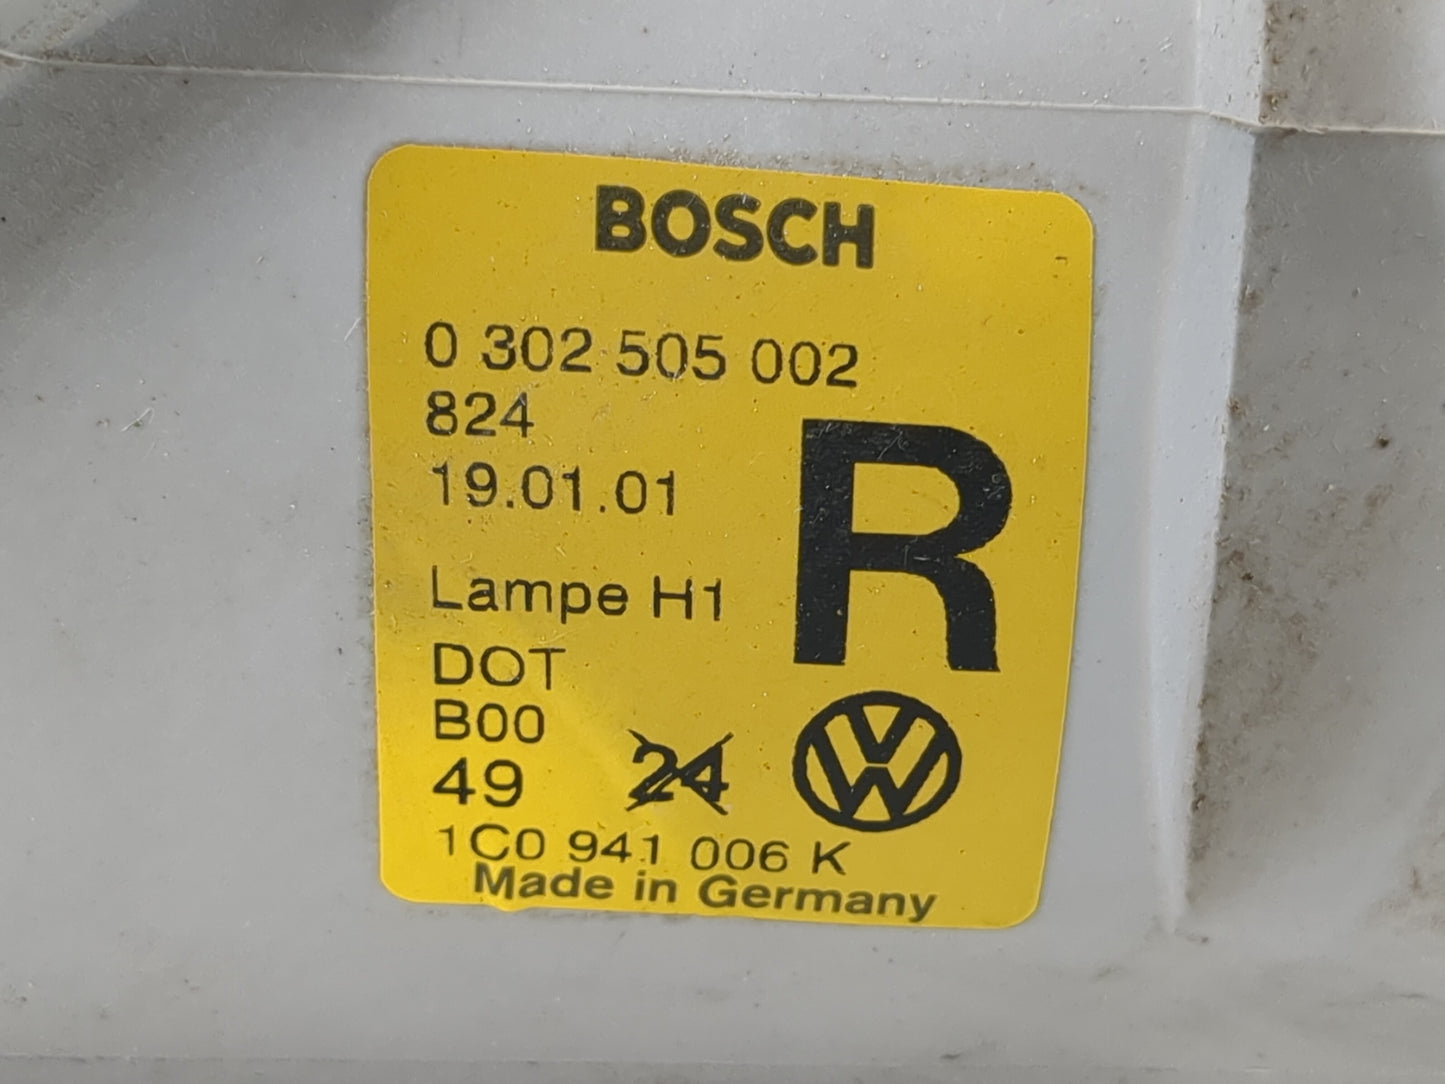 BOSCH
0 302 505 002
824
19.01.01
R
Lampe H1
DOT
B00
49 24
1C0 941 006 K
Made in Germany